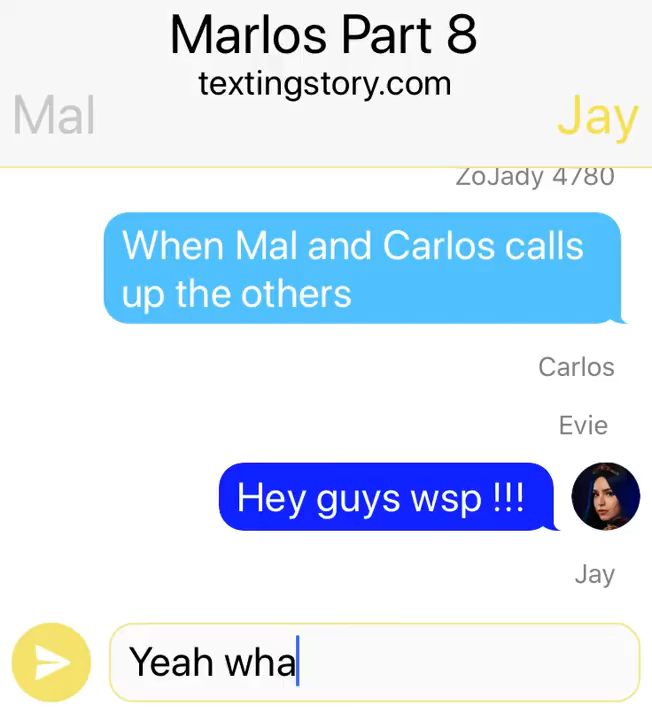 Marlos Part 8
textingstory.com
Mal
Jay
ZoJady 4780
When Mal and Carlos calls
up the others
Carlos
Evie
Hey guys wsp !!!
Jay
Yeah wha